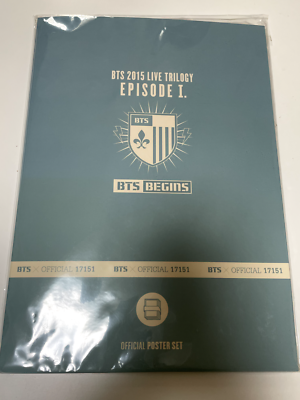 BTS 2015 LIVE TRILOGY
EPISODE I.
BTS
BTS BEGINS
BTS × OFFICIAL 17151 BTS × OFFICIAL 17151 BTS × OFFICIAL 17151
OFFICIAL POSTER SET